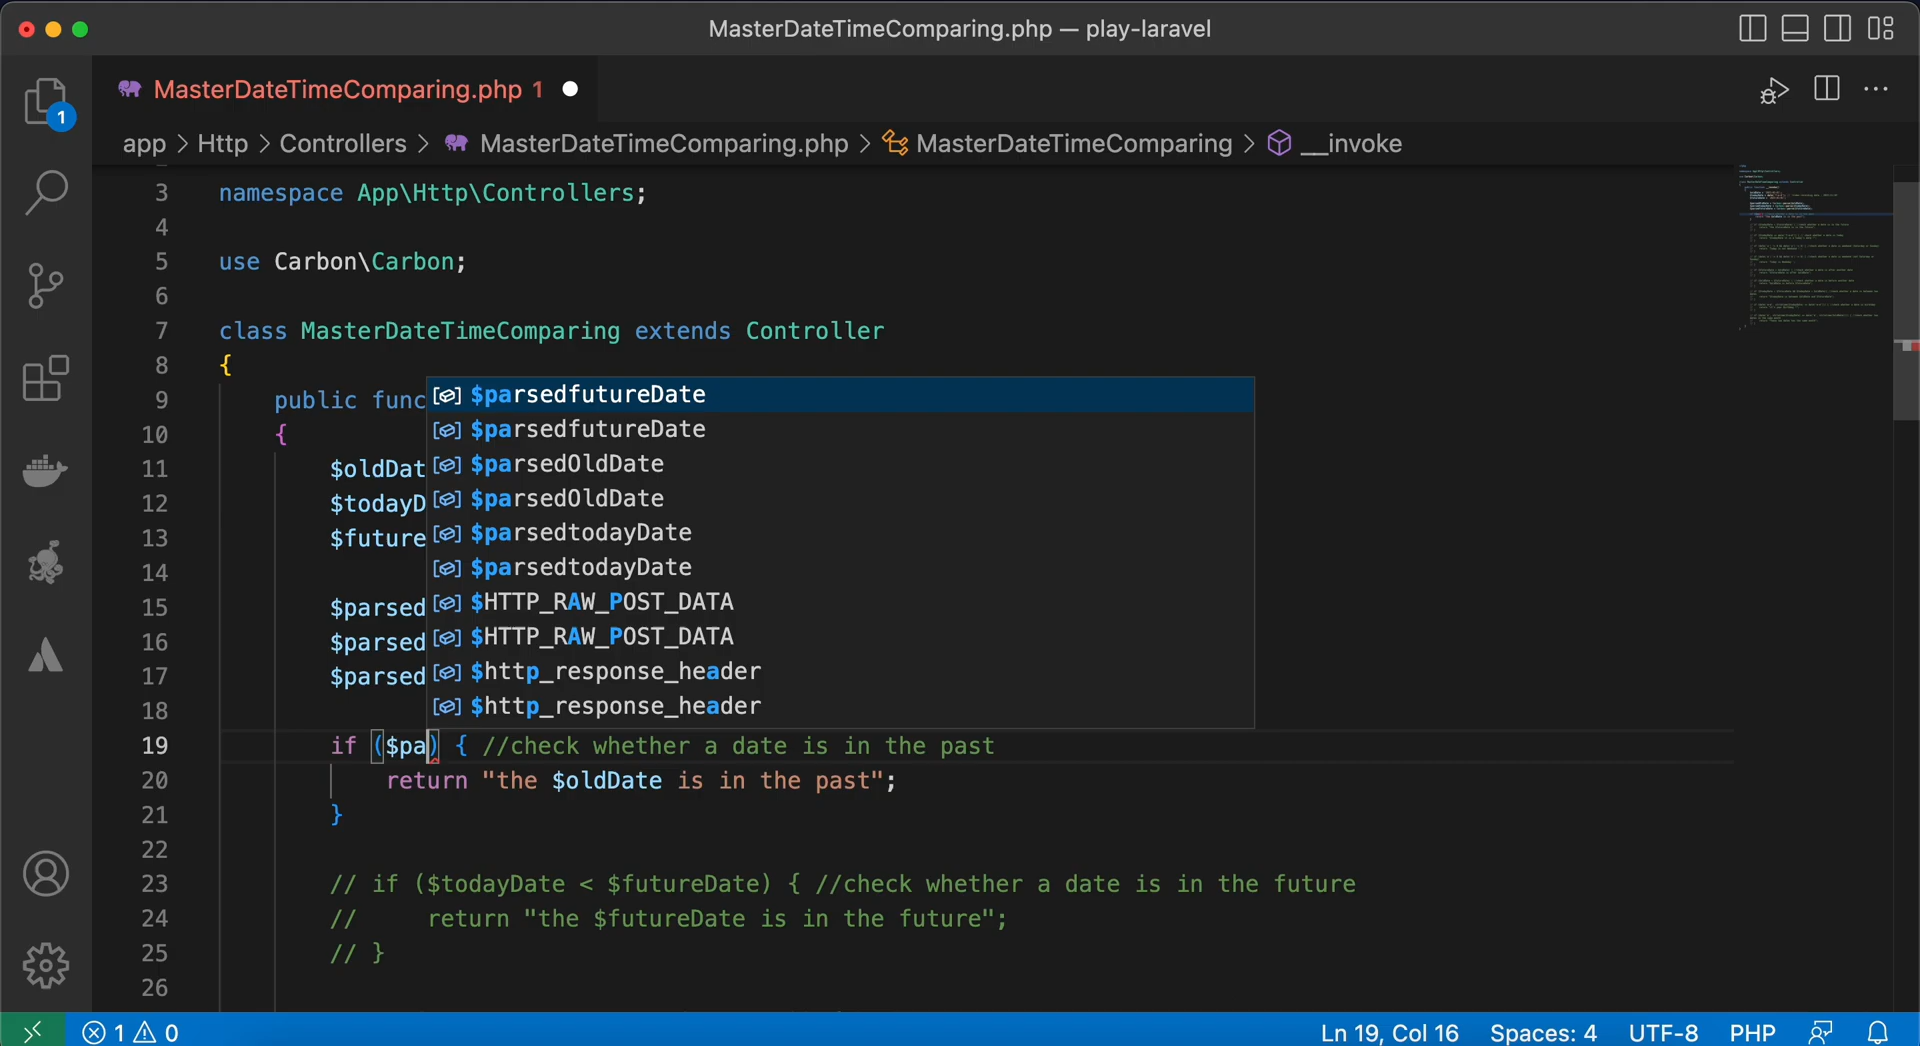 MasterDateTimeComparing.php — play-laravel
MasterDateTimeComparing.php 1
1
app > Http > Controllers > MasterDateTimeComparing.php > MasterDateTimeComparing > __invoke
3 namespace App\Http\Controllers;
4
5 use Carbon\Carbon;
6
7 class MasterDateTimeComparing extends Controller
8 {
9 public func
10 {
11 $oldDat
12 $todayD
13 $future
14
15 $parsed
16 $parsed
17 $parsed
18
$parsedfutureDate
$parsedfutureDate
$parsedOldDate
$parsedOldDate
$parsedtodayDate
$parsedtodayDate
$HTTP_RAW_POST_DATA
$HTTP_RAW_POST_DATA
$http_response_header
$http_response_header
19 if ($pa) { //check whether a date is in the past
20 return "the $oldDate is in the past";
21 }
22
23 // if ($todayDate < $futureDate) { //check whether a date is in the future
24 // return "the $futureDate is in the future";
25 // }
26
1 0 Ln 19, Col 16 Spaces: 4 UTF-8 PHP